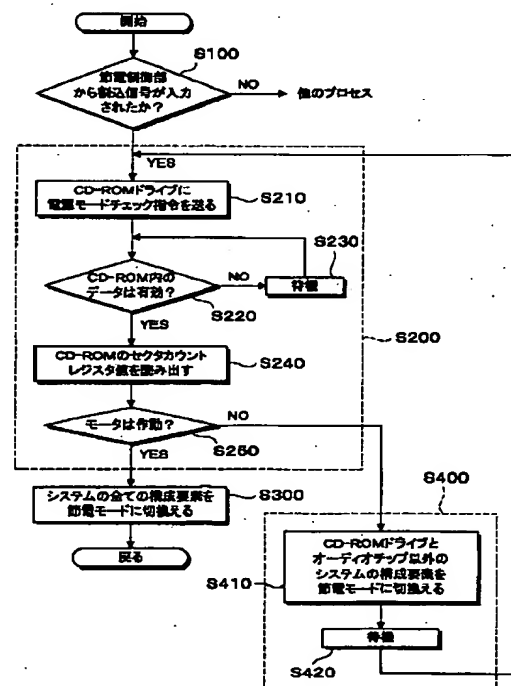 開始
S100
節電制御部
から割込信号が入力
されたか?
NO
他のプロセス
YES
CD-ROMドライブに
電源モードチェック指令を送る
S210
S230
CD-ROM内の
データは有効?
NO
待機
S220
YES
S200
CD-ROMのセクタカウント
レジスタ値を読み出す
S240
モータは作動?
NO
S250
YES
システムの全ての構成要素を
節電モードに切換える
S300
戻る
S400
CD-ROMドライブと
オーディオチップ以外の
システムの構成要素を
節電モードに切換える
S410
待機
S420